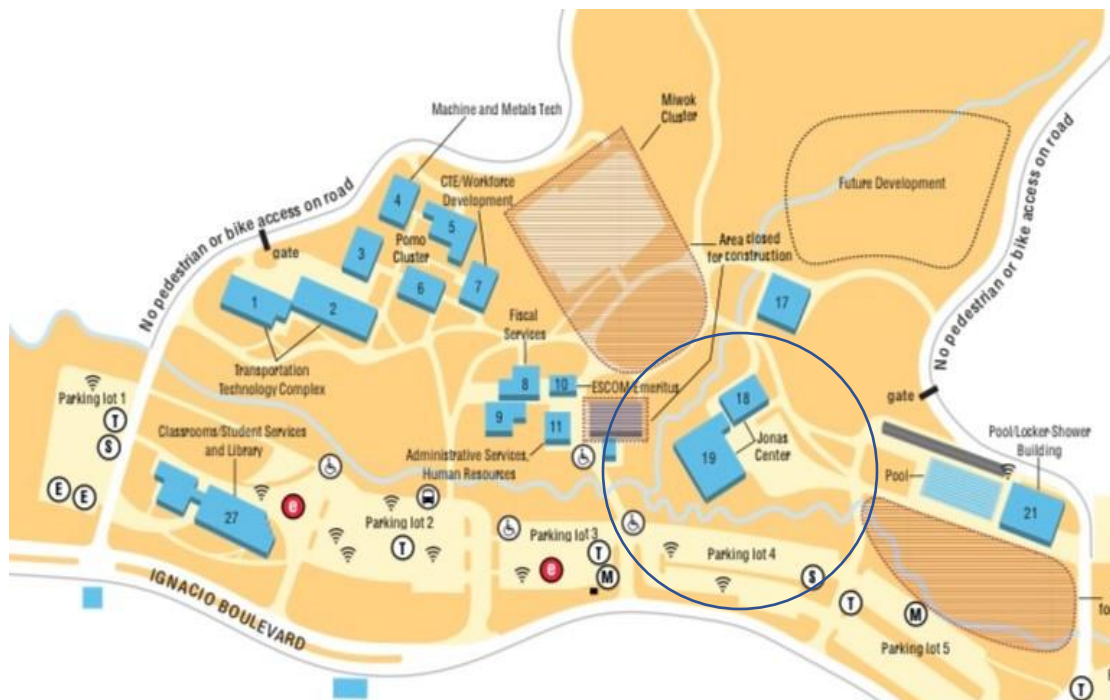 Machine and Metals Tech
Miwok
Cluster
CTE/Workforce
Development
4
5
Pomo
Cluster
3
6
7
No pedestrian or bike access on road
gate
1
2
Transportation
Technology Complex
Future Development
Area closed
for construction
17
No pedestrian or bike access on road
gate
Fiscal
Services
8
10
ESCOM/Emeritus
9
11
Administrative Services,
Human Resources
18
19
Jonas
Center
Pool/Locker-Shower
Building
Pool
21
Parking lot 1
T
S
E
E
Classrooms/Student Services
and Library
27
e
Parking lot 2
T
Parking lot 3
T
e
M
Parking lot 4
S
T
M
Parking lot 5
fo
T
IGNACIO BOULEVARD